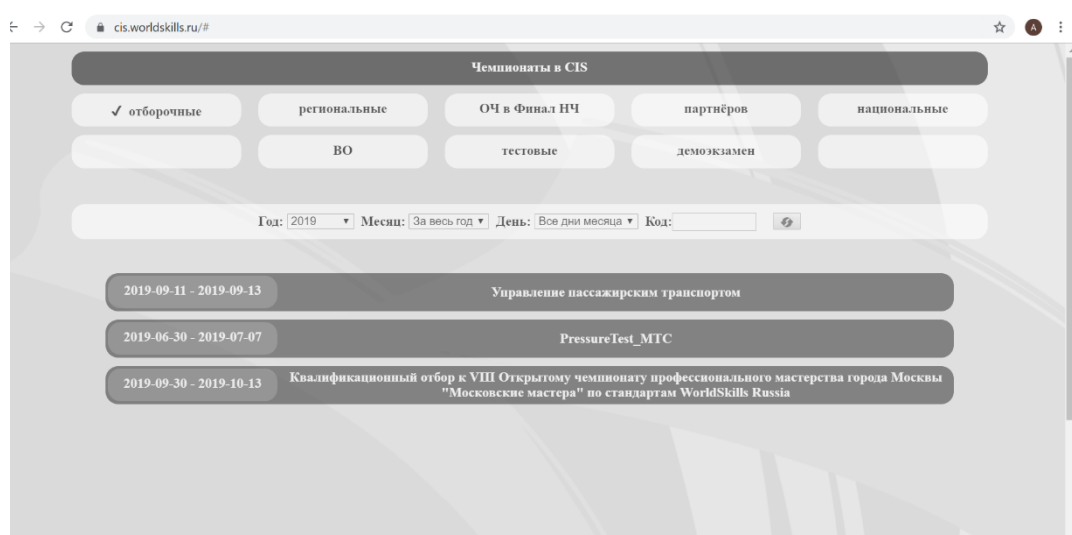 cis.worldskills.ru/#
A
Чемпионаты в CIS
✓ отборочные региональные ОЧ в Финал НЧ партнёров национальные
ВО тестовые демоэкзамен
Год: 2019 Месяц: За весь год День: Все дни месяца Код:
2019-09-11 - 2019-09-13 Управление пассажирским транспортом
2019-06-30 - 2019-07-07 PressureTest_МТС
2019-09-30 - 2019-10-13 Квалификационный отбор к VIII Открытому чемпионату профессионального мастерства города Москвы
"Московские мастера" по стандартам WorldSkills Russia